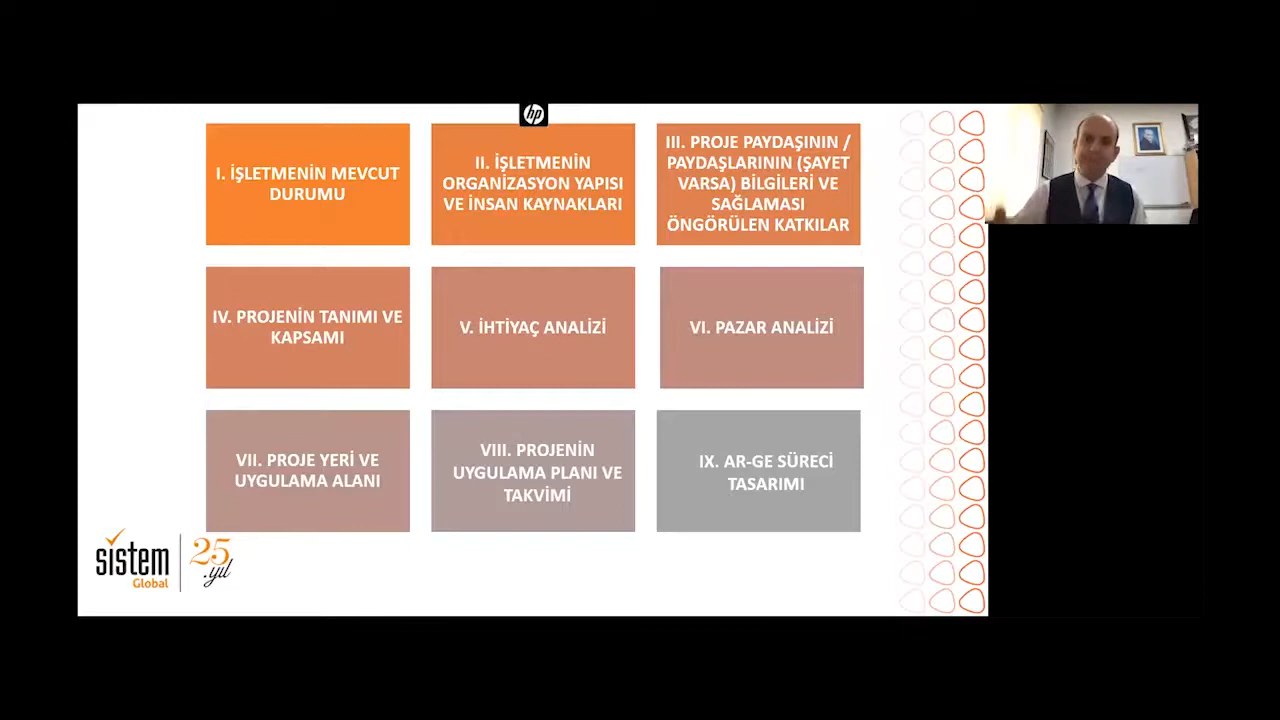 hp
I. İŞLETMENİN MEVCUT
DURUMU
II. İŞLETMENİN
ORGANİZASYON YAPISI
VE İNSAN KAYNAKLARI
III. PROJE PAYDAŞININ /
PAYDAŞLARININ (ŞAYET
VARSA) BİLGİLERİ VE
SAĞLAMASI
ÖNGÖRÜLEN KATKILAR
IV. PROJENİN TANIMI VE
KAPSAMI
V. İHTİYAÇ ANALİZİ
VI. PAZAR ANALİZİ
VII. PROJE YERİ VE
UYGULAMA ALANI
VIII. PROJENİN
UYGULAMA PLANI VE
TAKVİMİ
IX. AR-GE SÜRECİ
TASARIMI
sistem
Global
25
.yıl